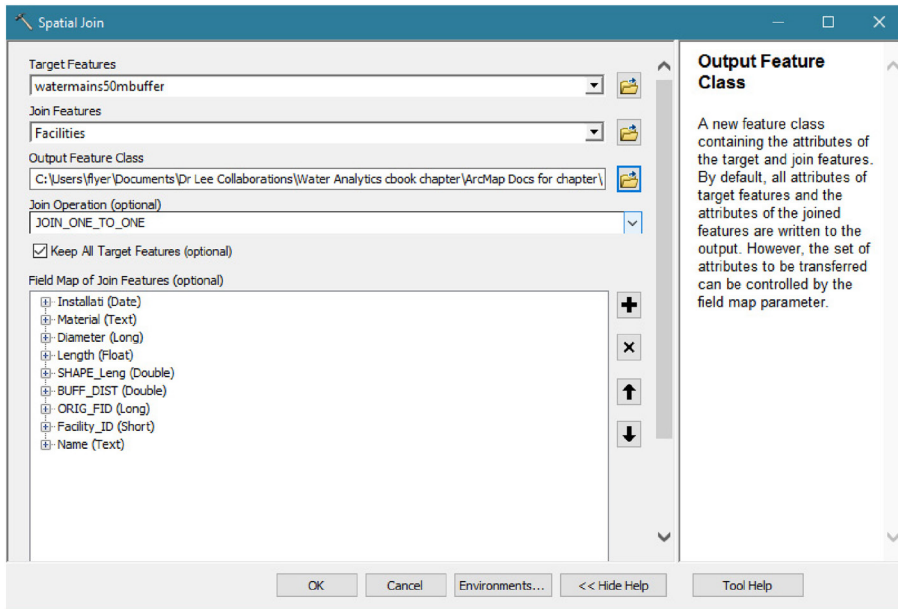 Spatial Join
Target Features
watermains50mbuffer
Join Features
Facilities
Output Feature Class
C:\Users\flyer\Documents\Dr Lee Collaborations\Water Analytics cbook chapter\ArcMap Docs for chapter\
Join Operation (optional)
JOIN_ONE_TO_ONE
Keep All Target Features (optional)
Field Map of Join Features (optional)
Installati (Date)
Material (Text)
Diameter (Long)
Length (Float)
SHAPE_Leng (Double)
BUFF_DIST (Double)
ORIG_FID (Long)
Facility_ID (Short)
Name (Text)
Output Feature
Class
A new feature class
containing the attributes of
the target and join features.
By default, all attributes of
target features and the
attributes of the joined
features are written to the
output. However, the set of
attributes to be transferred
can be controlled by the
field map parameter.
OK
Cancel
Environments...
<< Hide Help
Tool Help